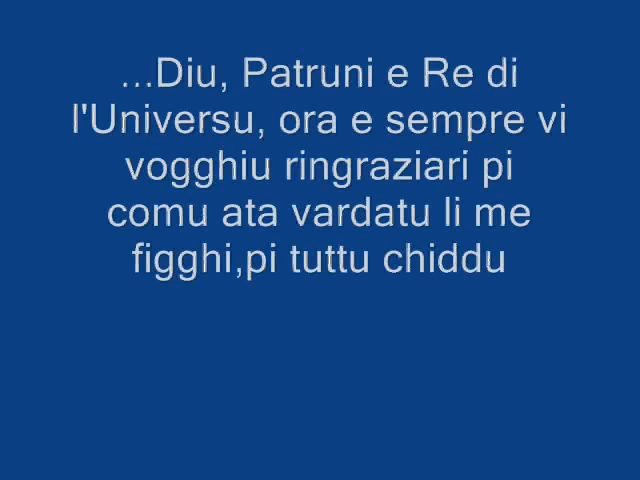 ...Diu, Patruni e Re di
l'Universu, ora e sempre vi
vogghiu ringraziari pi
comu ata vardatu li me
figghi,pi tuttu chiddu